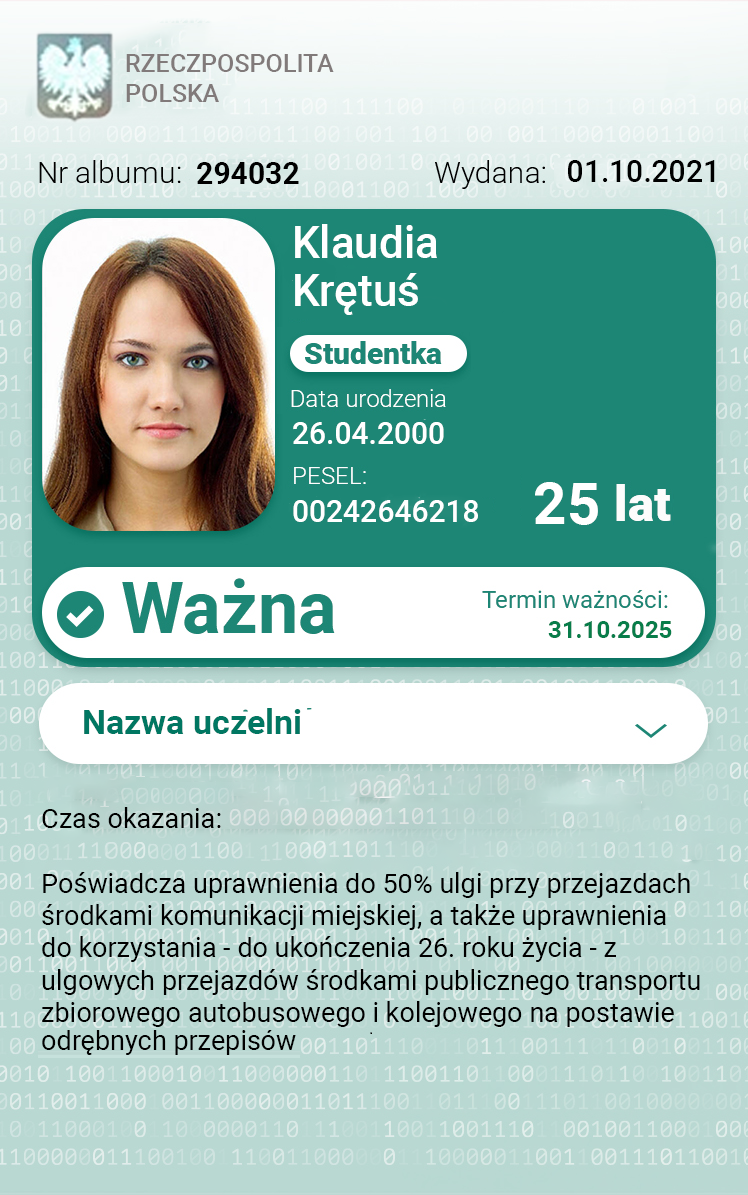 RZECZPOSPOLITA
POLSKA
Nr albumu: 294032 Wydana: 01.10.2021
Klaudia
Krętuś
Studentka
Data urodzenia
26.04.2000
PESEL:
00242646218
25 lat
Ważna
Termin ważności:
31.10.2025
Nazwa uczelni
Czas okazania:
Poświadcza uprawnienia do 50% ulgi przy przejazdach
środkami komunikacji miejskiej, a także uprawnienia
do korzystania - do ukończenia 26. roku życia - z
ulgowych przejazdów środkami publicznego transportu
zbiorowego autobusowego i kolejowego na postawie
odrębnych przepisów